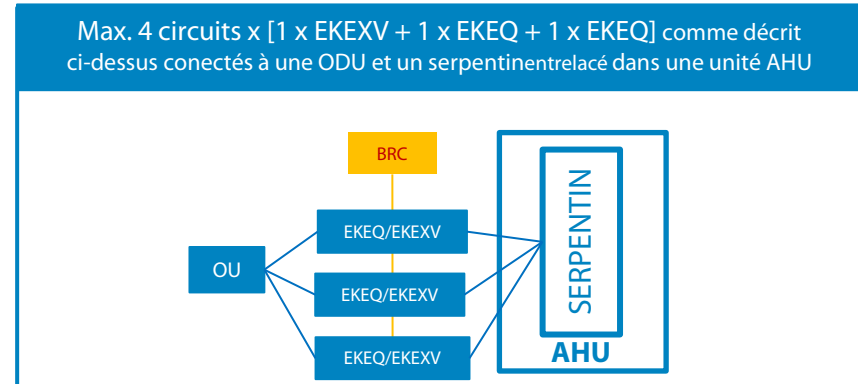 Max. 4 circuits x [1 x EKEXV + 1 x EKEQ + 1 x EKEQ] comme décrit
ci-dessus conectés à une ODU et un serpentinentrelacé dans une unité AHU
BRC
EKEQ/EKEXV
OU
EKEQ/EKEXV
EKEQ/EKEXV
SERPENTIN
AHU